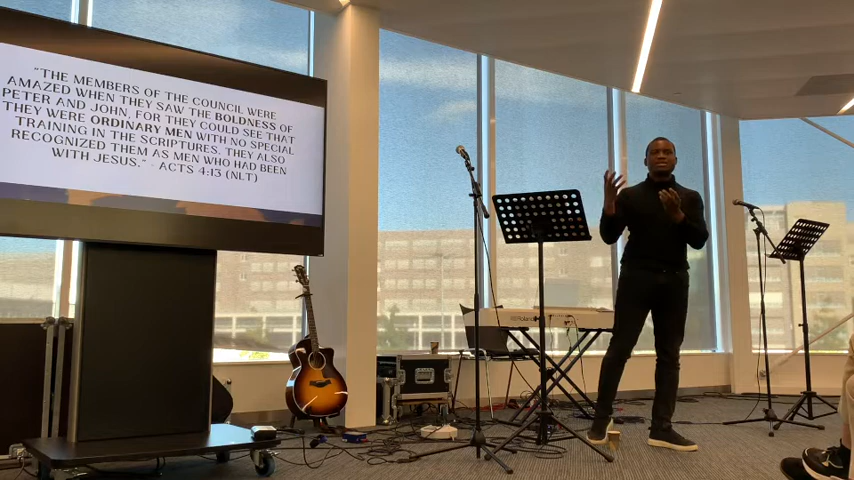 "THE MEMBERS OF THE COUNCIL WERE
AMAZED WHEN THEY SAW THE BOLDNESS OF
PETER AND JOHN, FOR THEY COULD SEE THAT
THEY WERE ORDINARY MEN WITH NO SPECIAL
TRAINING IN THE SCRIPTURES. THEY ALSO
RECOGNIZED THEM AS MEN WHO HAD BEEN
WITH JESUS." - ACTS 4:13 (NLT)
Roland